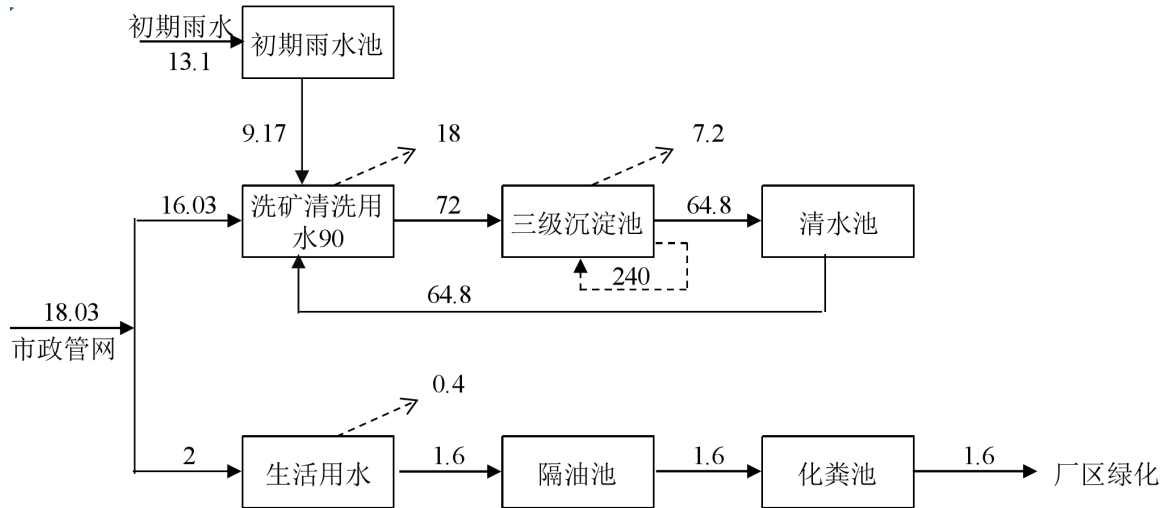 初期雨水
13.1
初期雨水池
9.17
18
7.2
16.03
洗矿清洗用
水90
72
三级沉淀池
64.8
清水池
240
64.8
18.03
市政管网
0.4
2
生活用水
1.6
隔油池
1.6
化粪池
1.6
厂区绿化